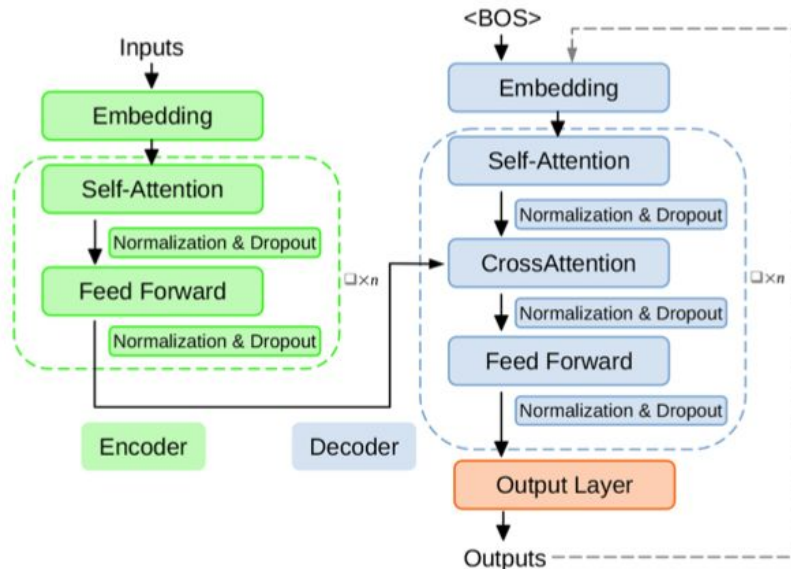 Inputs
Embedding
Self-Attention
Normalization & Dropout
Feed Forward
Normalization & Dropout
❑×n
Encoder
Decoder
<BOS>
Embedding
Self-Attention
Normalization & Dropout
CrossAttention
Normalization & Dropout
Feed Forward
Normalization & Dropout
❑×n
Output Layer
Outputs